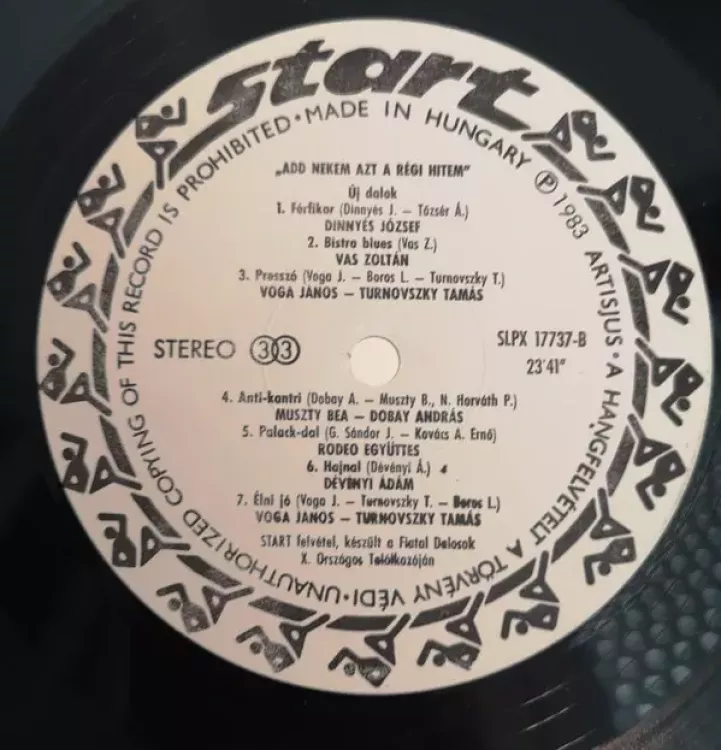 start
UNAUTHORIZED COPYING OF THIS RECORD IS PROHIBITED • MADE IN HUNGARY Ⓟ 1983 ARTISJUS • A HANGFELVÉTELT A TÖRVÉNY VÉDI •
„ADD NEKEM AZT A RÉGI HITEM"
Új dalok
1. Férfikor (Dinnyés J. – Tőzsér Á.)
DINNYÉS JÓZSEF
2. Bistro blues (Vas Z.)
VAS ZOLTÁN
3. Presszó (Voga J. – Boros L. – Turnovszky T.)
VOGA JÁNOS – TURNOVSZKY TAMÁS
STEREO 33
SLPX 17737-B
23'41"
4. Anti-kantri (Dobay A. – Muszty B., N. Horváth P.)
MUSZTY BEA – DOBAY ANDRÁS
5. Palack-dal (G. Sándor J. – Kovács A. Ernő)
RODEO EGYÜTTES
6. Hajnal (Dévényi Á.)
DÉVÉNYI ÁDÁM
7. Élni jó (Voga J. – Turnovszky T. – Boros L.)
VOGA JÁNOS – TURNOVSZKY TAMÁS
START felvétel, készült a Fiatal Dalosok
X. Országos Találkozóján